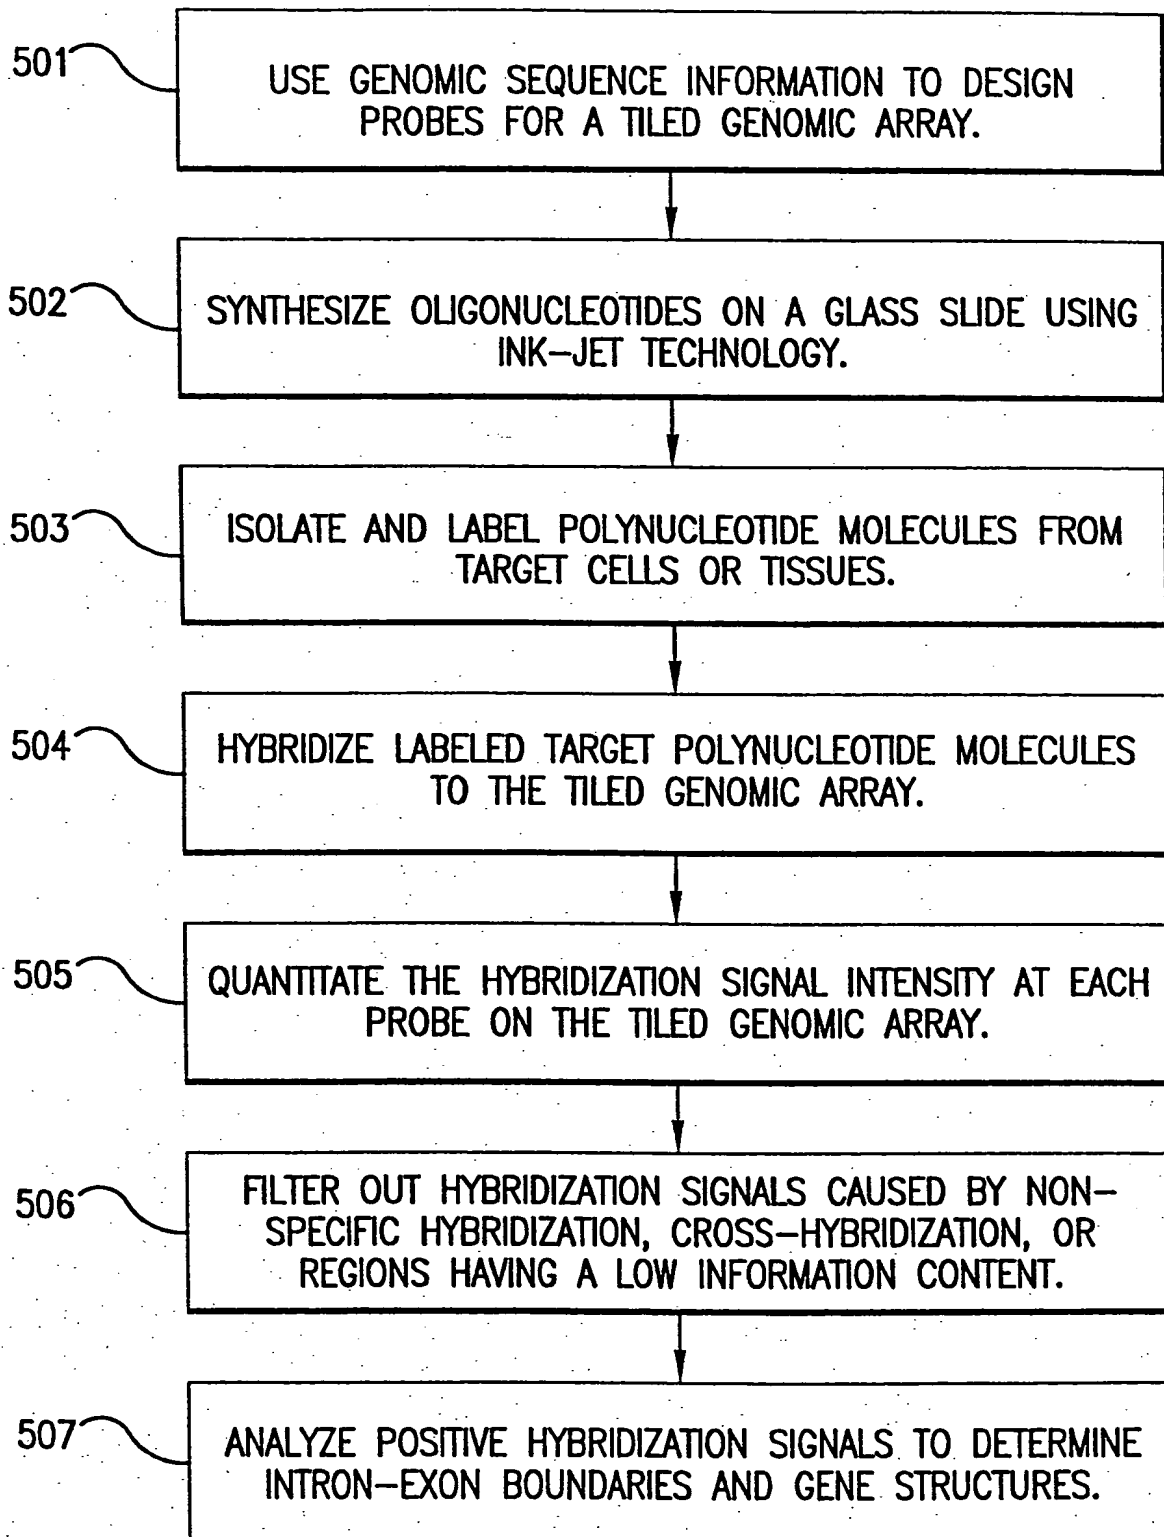 501
USE GENOMIC SEQUENCE INFORMATION TO DESIGN
PROBES FOR A TILED GENOMIC ARRAY.
502
SYNTHESIZE OLIGONUCLEOTIDES ON A GLASS SLIDE USING
INK-JET TECHNOLOGY.
503
ISOLATE AND LABEL POLYNUCLEOTIDE MOLECULES FROM
TARGET CELLS OR TISSUES.
504
HYBRIDIZE LABELED TARGET POLYNUCLEOTIDE MOLECULES
TO THE TILED GENOMIC ARRAY.
505
QUANTITATE THE HYBRIDIZATION SIGNAL INTENSITY AT EACH
PROBE ON THE TILED GENOMIC ARRAY.
506
FILTER OUT HYBRIDIZATION SIGNALS CAUSED BY NON-
SPECIFIC HYBRIDIZATION, CROSS-HYBRIDIZATION, OR
REGIONS HAVING A LOW INFORMATION CONTENT.
507
ANALYZE POSITIVE HYBRIDIZATION SIGNALS TO DETERMINE
INTRON-EXON BOUNDARIES AND GENE STRUCTURES.